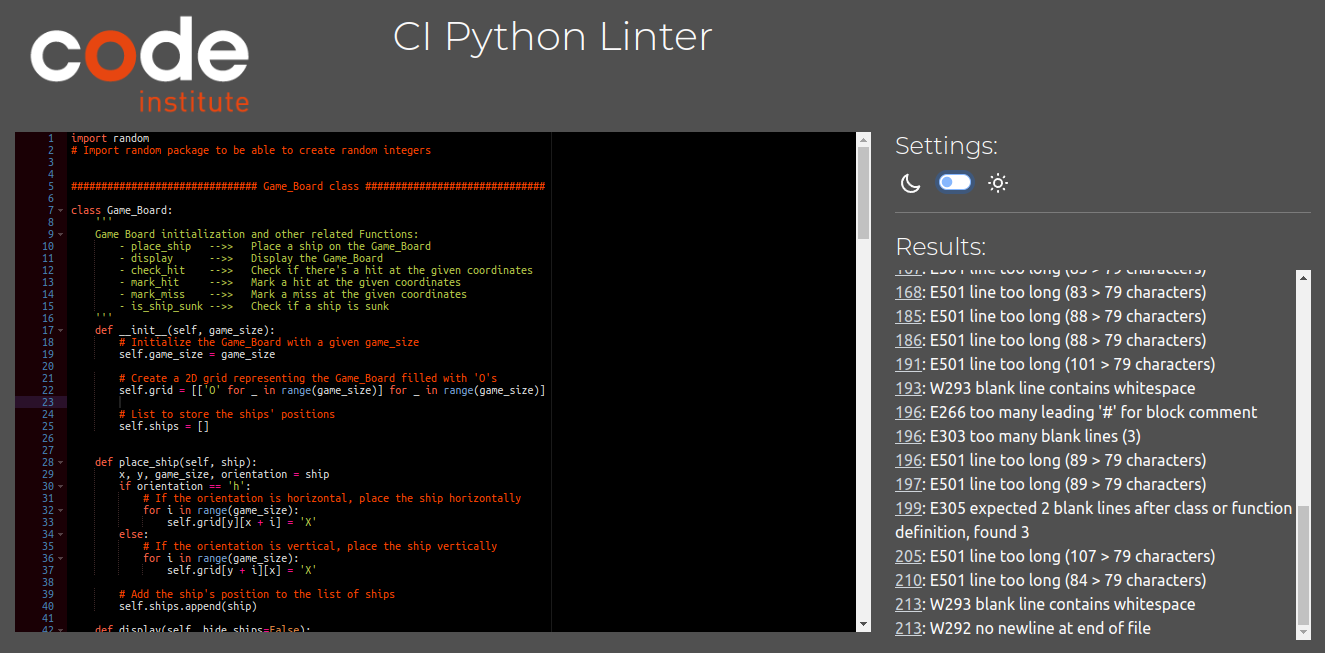 code
institute
CI Python Linter
1 import random
2 # Import random package to be able to create random integers
3
4
5 ############################### Game_Board class ##############################
6
7 class Game_Board:
8 '''
9 Game Board initialization and other related Functions:
10 - place_ship -->> Place a ship on the Game_Board
11 - display -->> Display the Game_Board
12 - check_hit -->> Check if there's a hit at the given coordinates
13 - mark_hit -->> Mark a hit at the given coordinates
14 - mark_miss -->> Mark a miss at the given coordinates
15 - is_ship_sunk -->> Check if a ship is sunk
16 '''
17 def __init__(self, game_size):
18 # Initialize the Game_Board with a given game_size
19 self.game_size = game_size
20
21 # Create a 2D grid representing the Game_Board filled with 'O's
22 self.grid = [['O' for _ in range(game_size)] for _ in range(game_size)]
23
24 # List to store the ships' positions
25 self.ships = []
26
27
28 def place_ship(self, ship):
29 x, y, game_size, orientation = ship
30 if orientation == 'h':
31 # If the orientation is horizontal, place the ship horizontally
32 for i in range(game_size):
33 self.grid[y][x + i] = 'X'
34 else:
35 # If the orientation is vertical, place the ship vertically
36 for i in range(game_size):
37 self.grid[y + i][x] = 'X'
38
39 # Add the ship's position to the list of ships
40 self.ships.append(ship)
41
42 def display(self, hide_ships=False):
Settings:
Results:
167: E501 line too long (83 > 79 characters)
168: E501 line too long (83 > 79 characters)
185: E501 line too long (88 > 79 characters)
186: E501 line too long (88 > 79 characters)
191: E501 line too long (101 > 79 characters)
193: W293 blank line contains whitespace
196: E266 too many leading '#' for block comment
196: E303 too many blank lines (3)
196: E501 line too long (89 > 79 characters)
197: E501 line too long (89 > 79 characters)
199: E305 expected 2 blank lines after class or function
definition, found 3
205: E501 line too long (107 > 79 characters)
210: E501 line too long (84 > 79 characters)
213: W293 blank line contains whitespace
213: W292 no newline at end of file